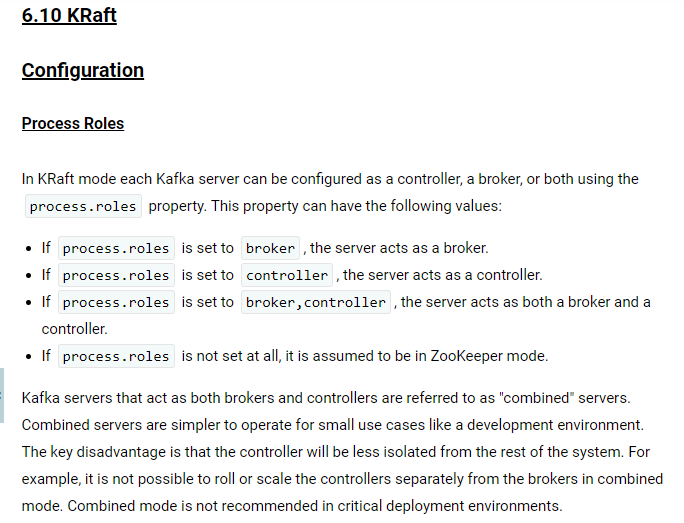 6.10 KRaft
Configuration
Process Roles
In KRaft mode each Kafka server can be configured as a controller, a broker, or both using the
process.roles property. This property can have the following values:
• If process.roles is set to broker , the server acts as a broker.
• If process.roles is set to controller , the server acts as a controller.
• If process.roles is set to broker,controller , the server acts as both a broker and a
controller.
• If process.roles is not set at all, it is assumed to be in ZooKeeper mode.
Kafka servers that act as both brokers and controllers are referred to as "combined" servers.
Combined servers are simpler to operate for small use cases like a development environment.
The key disadvantage is that the controller will be less isolated from the rest of the system. For
example, it is not possible to roll or scale the controllers separately from the brokers in combined
mode. Combined mode is not recommended in critical deployment environments.